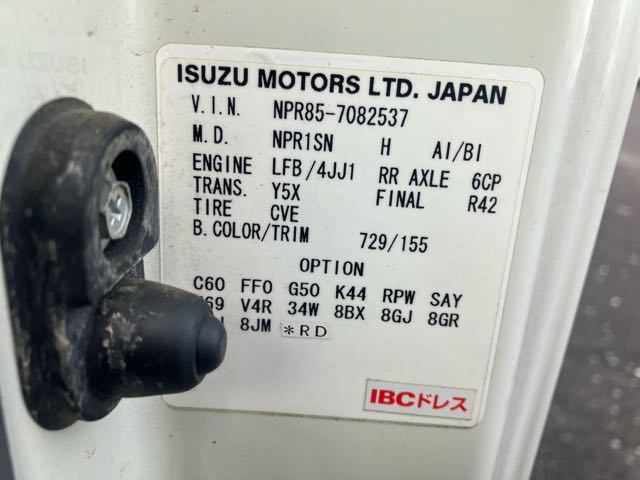 ISUZU MOTORS LTD. JAPAN
V.I.N. NPR85-7082537
M.D. NPR1SN H AI/BI
ENGINE LFB/4JJ1 RR AXLE 6CP
TRANS. Y5X FINAL R42
TIRE CVE
B.COLOR/TRIM 729/155
OPTION
C60 FF0 G50 K44 RPW SAY
V4R 34W 8BX 8GJ 8GR
8JM *RD
IBCドレス